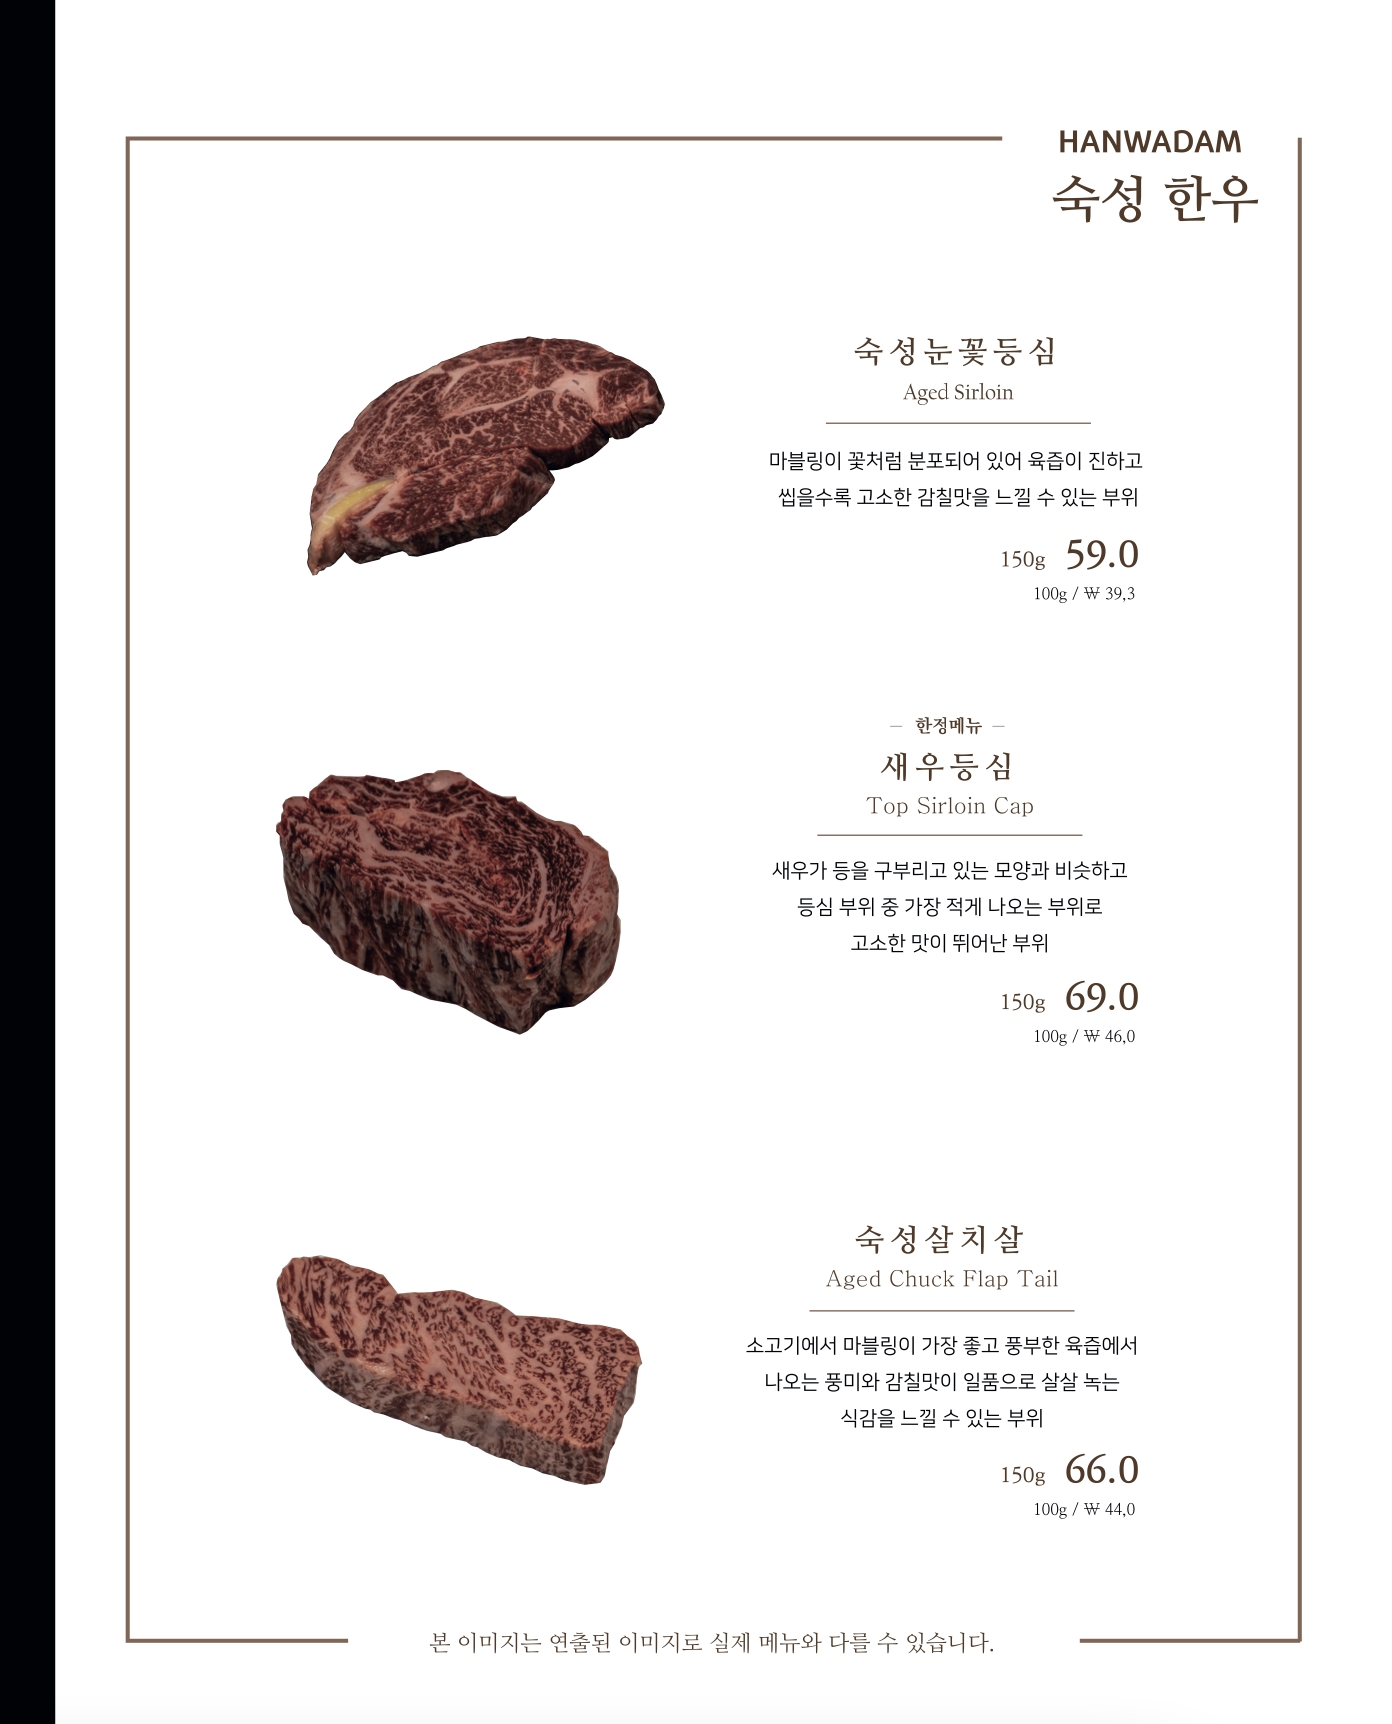 HANWADAM
숙성 한우
숙성눈꽃등심
Aged Sirloin
마블링이 꽃처럼 분포되어 있어 육즙이 진하고
씹을수록 고소한 감칠맛을 느낄 수 있는 부위
150g 59.0
100g / ₩ 39,3
한정메뉴
새우등심
Top Sirloin Cap
새우가 등을 구부리고 있는 모양과 비슷하고
등심 부위 중 가장 적게 나오는 부위로
고소한 맛이 뛰어난 부위
150g 69.0
100g / ₩ 46,0
숙성살치살
Aged Chuck Flap Tail
소고기에서 마블링이 가장 좋고 풍부한 육즙에서
나오는 풍미와 감칠맛이 일품으로 살살 녹는
식감을 느낄 수 있는 부위
150g 66.0
100g / ₩ 44,0
본 이미지는 연출된 이미지로 실제 메뉴와 다를 수 있습니다.